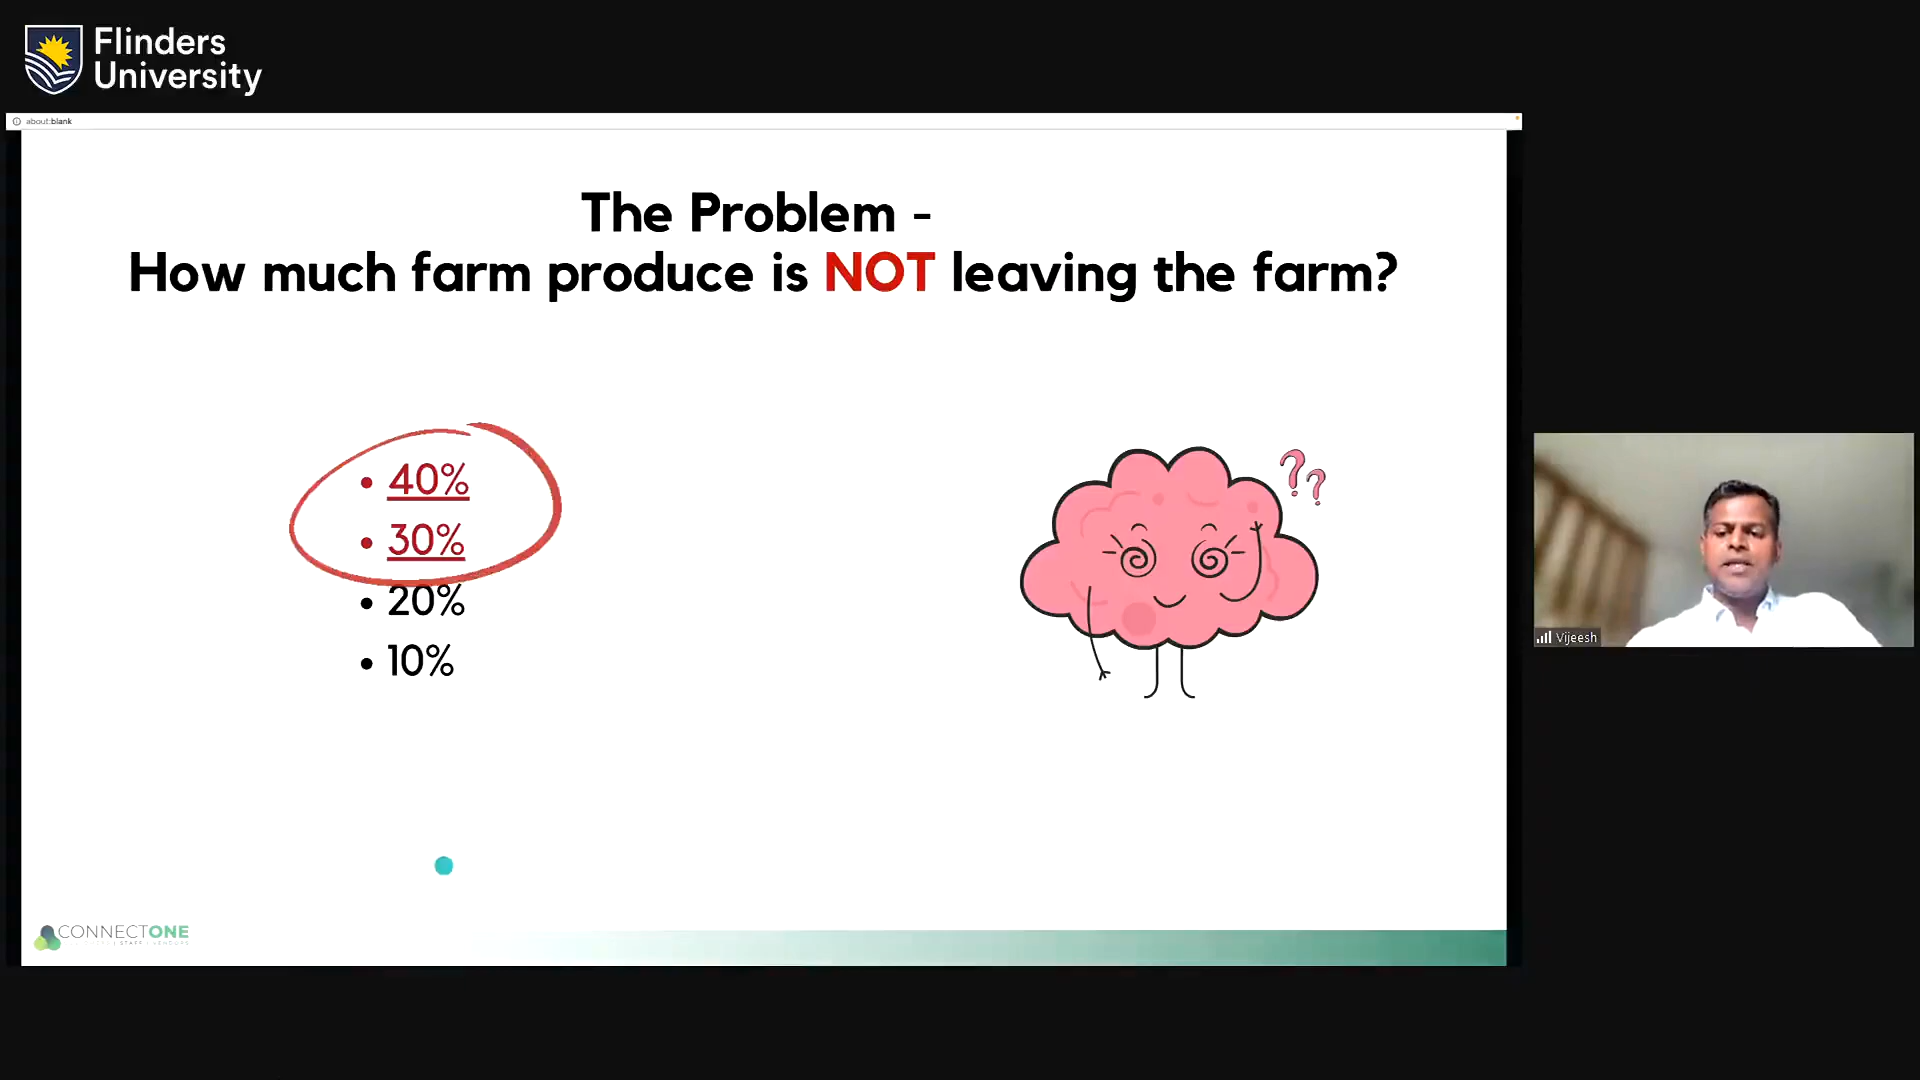 Flinders
University
about:blank
The Problem -
How much farm produce is NOT leaving the farm?
• 40%
• 30%
• 20%
• 10%
??
Vijeesh
CONNECTONE